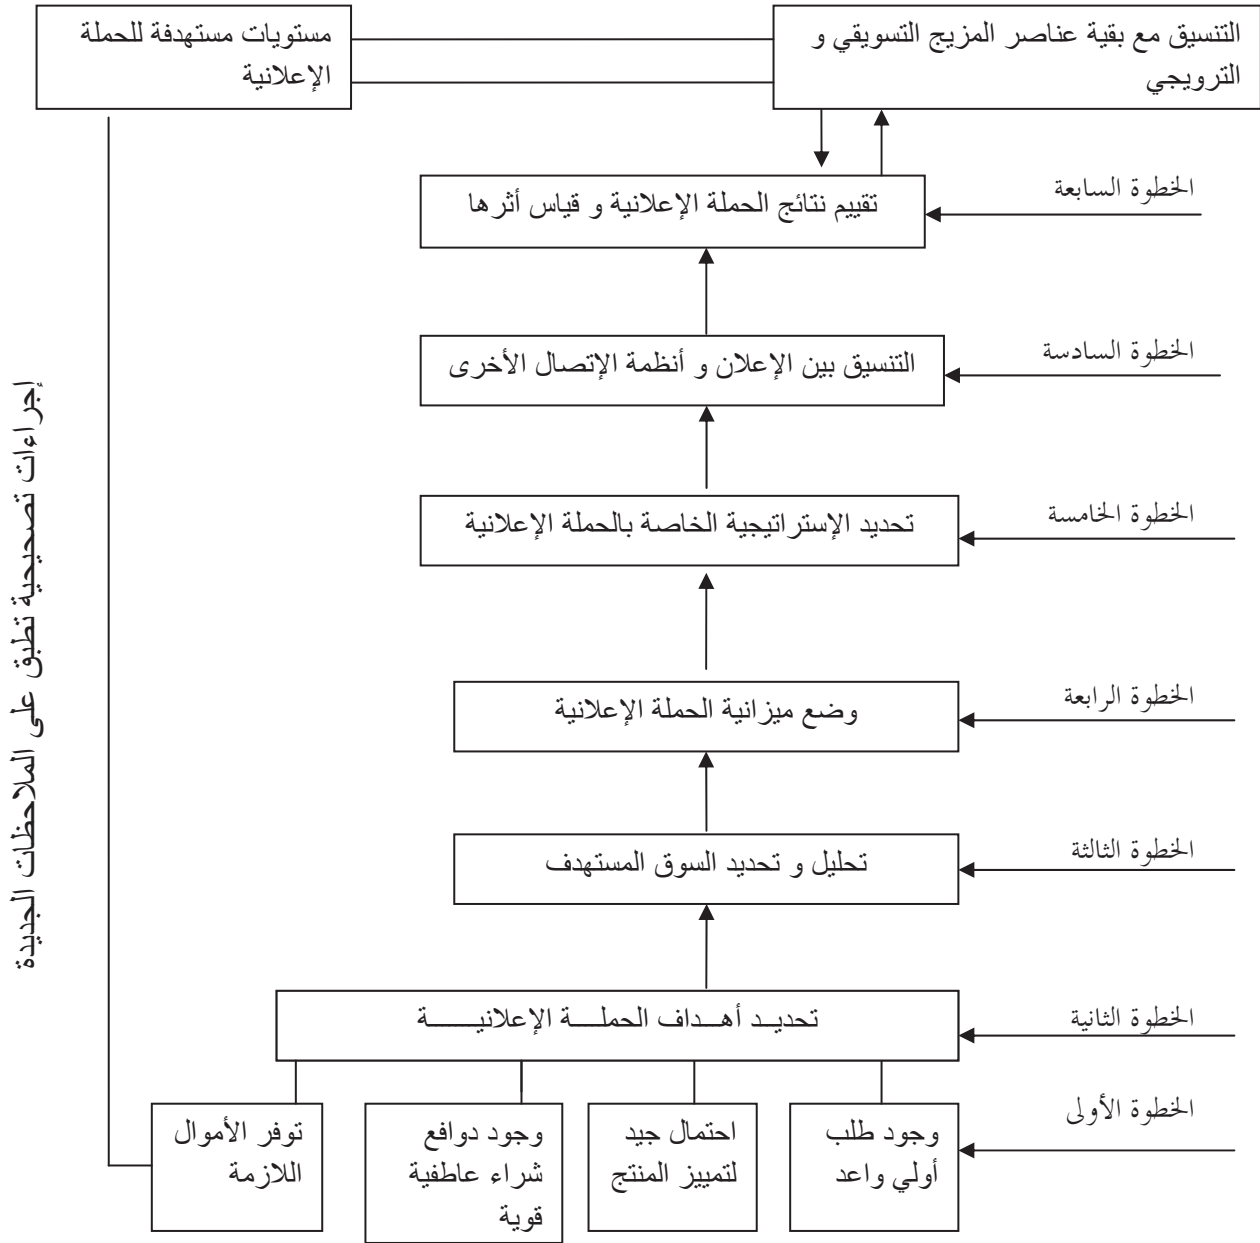 التنسيق مع بقية عناصر المزيج التسويقي و
الترويجي
مستويات مستهدفة للحملة
الإعلانية
الخطوة السابعة
تقييم نتائج الحملة الإعلانية و قياس أثرها
الخطوة السادسة
التنسيق بين الإعلان و أنظمة الإتصال الأخرى
الخطوة الخامسة
تحديد الإستراتيجية الخاصة بالحملة الإعلانية
الخطوة الرابعة
وضع ميزانية الحملة الإعلانية
الخطوة الثالثة
تحليل و تحديد السوق المستهدف
الخطوة الثانية
تحديـد أهـــداف الحملـــــة الإعلانيـــــــة
الخطوة الأولى
وجود طلب
أولي واعد
احتمال جيد
لتمييز المنتج
وجود دوافع
شراء عاطفية
قوية
توفر الأموال
اللازمة
إجراءات تصحيحية تطبق على الملاحظات الجديدة